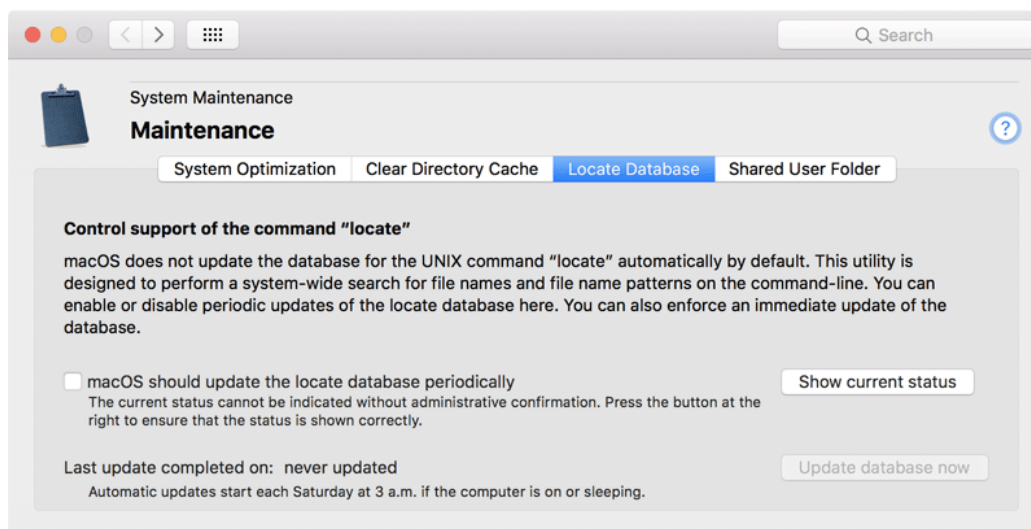 Search
System Maintenance
Maintenance
?
System Optimization
Clear Directory Cache
Locate Database
Shared User Folder
Control support of the command “locate”
macOS does not update the database for the UNIX command “locate” automatically by default. This utility is
designed to perform a system-wide search for file names and file name patterns on the command-line. You can
enable or disable periodic updates of the locate database here. You can also enforce an immediate update of the
database.
macOS should update the locate database periodically
Show current status
The current status cannot be indicated without administrative confirmation. Press the button at the
right to ensure that the status is shown correctly.
Last update completed on: never updated
Update database now
Automatic updates start each Saturday at 3 a.m. if the computer is on or sleeping.